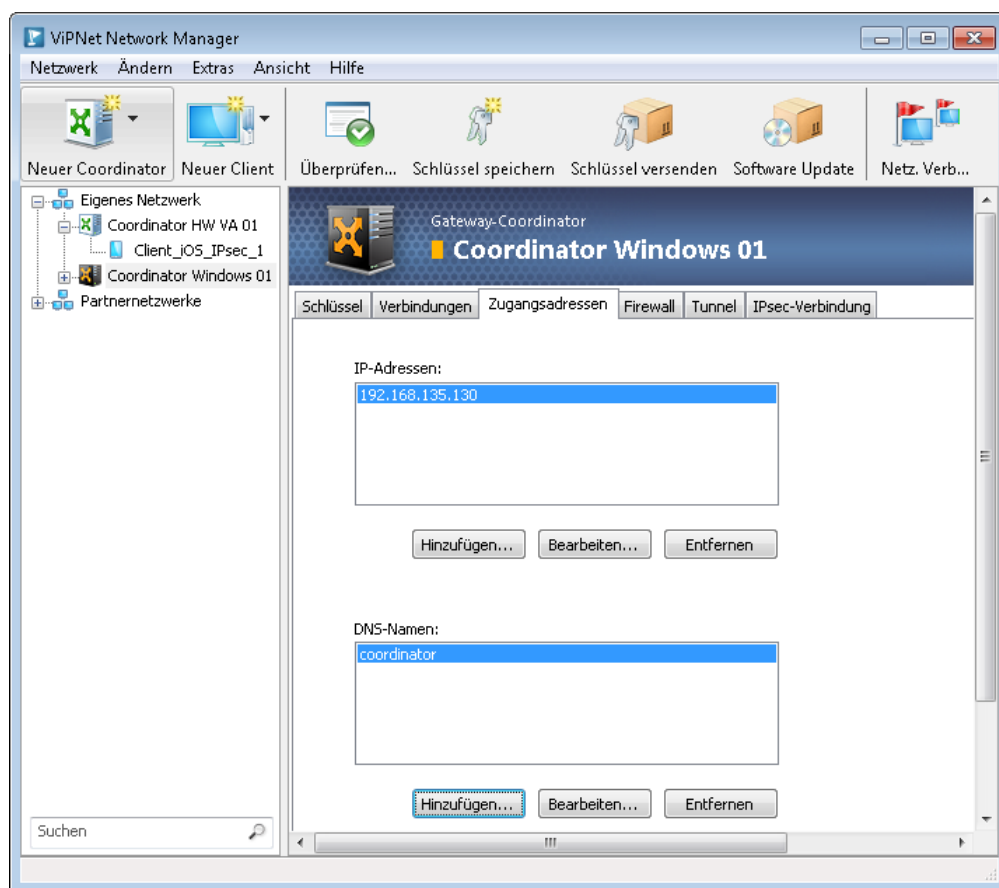 ViPNet Network Manager
Netzwerk Ändern Extras Ansicht Hilfe
Neuer Coordinator Neuer Client Überprüfen... Schlüssel speichern Schlüssel versenden Software Update Netz. Verb...
Eigenes Netzwerk
Coordinator HW VA 01
Client_iOS_IPsec_1
Coordinator Windows 01
Partnernetzwerke
Suchen
Gateway-Coordinator
Coordinator Windows 01
Schlüssel Verbindungen Zugangsadressen Firewall Tunnel IPsec-Verbindung
IP-Adressen:
192.168.135.130
Hinzufügen... Bearbeiten... Entfernen
DNS-Namen:
coordinator
Hinzufügen... Bearbeiten... Entfernen